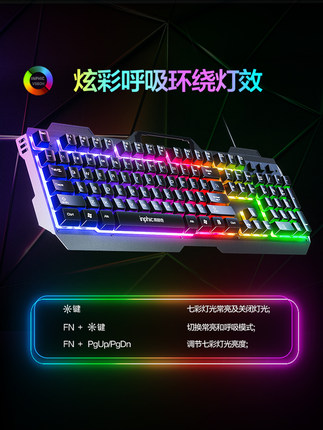 炫彩呼吸环绕灯效
inphic
Ctrl
键 七彩灯光常亮及关闭灯光;
FN + 键 切换常亮和呼吸模式;
FN + PgUp/PgDn 调节七彩灯光亮度;